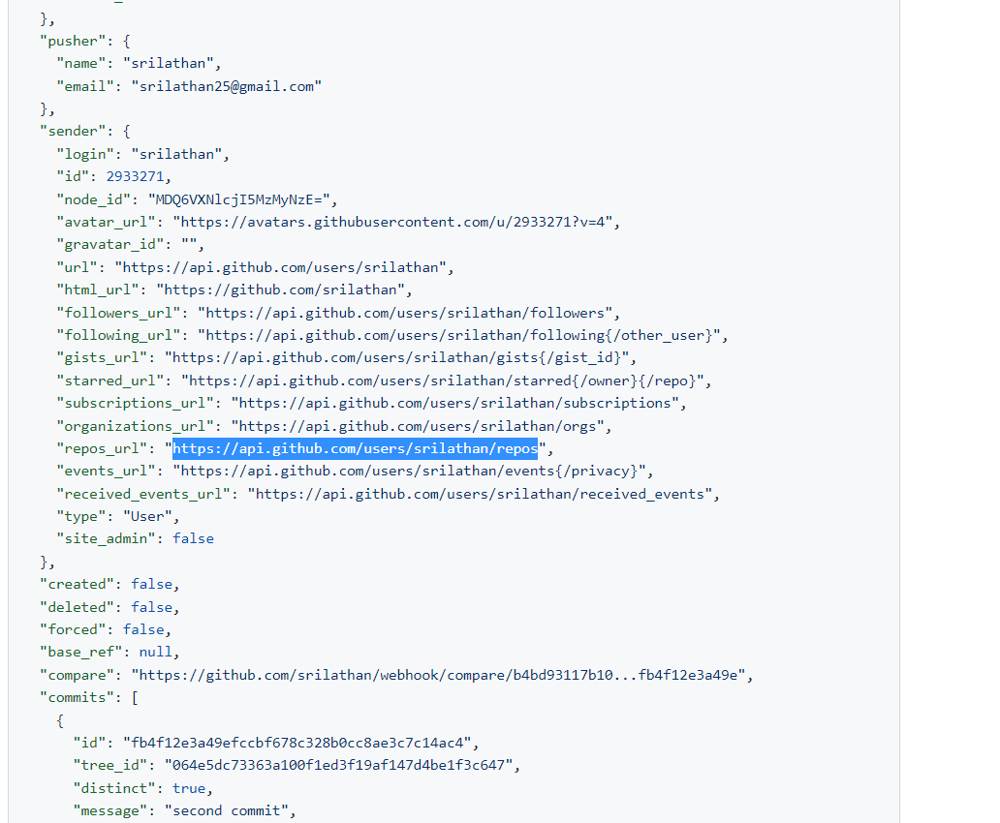 },
"pusher": {
"name": "srilathan",
"email": "srilathan25@gmail.com"
},
"sender": {
"login": "srilathan",
"id": 2933271,
"node_id": "MDQ6VXNlcjI5MzMyNzE=",
"avatar_url": "https://avatars.githubusercontent.com/u/2933271?v=4",
"gravatar_id": "",
"url": "https://api.github.com/users/srilathan",
"html_url": "https://github.com/srilathan",
"followers_url": "https://api.github.com/users/srilathan/followers",
"following_url": "https://api.github.com/users/srilathan/following{/other_user}",
"gists_url": "https://api.github.com/users/srilathan/gists{/gist_id}",
"starred_url": "https://api.github.com/users/srilathan/starred{/owner}{/repo}",
"subscriptions_url": "https://api.github.com/users/srilathan/subscriptions",
"organizations_url": "https://api.github.com/users/srilathan/orgs",
"repos_url": "https://api.github.com/users/srilathan/repos",
"events_url": "https://api.github.com/users/srilathan/events{/privacy}",
"received_events_url": "https://api.github.com/users/srilathan/received_events",
"type": "User",
"site_admin": false
},
"created": false,
"deleted": false,
"forced": false,
"base_ref": null,
"compare": "https://github.com/srilathan/webhook/compare/b4bd93117b10...fb4f12e3a49e",
"commits": [
{
"id": "fb4f12e3a49efccbf678c328b0cc8ae3c7c14ac4",
"tree_id": "064e5dc73363a100f1ed3f19af147d4be1f3c647",
"distinct": true,
"message": "second commit",